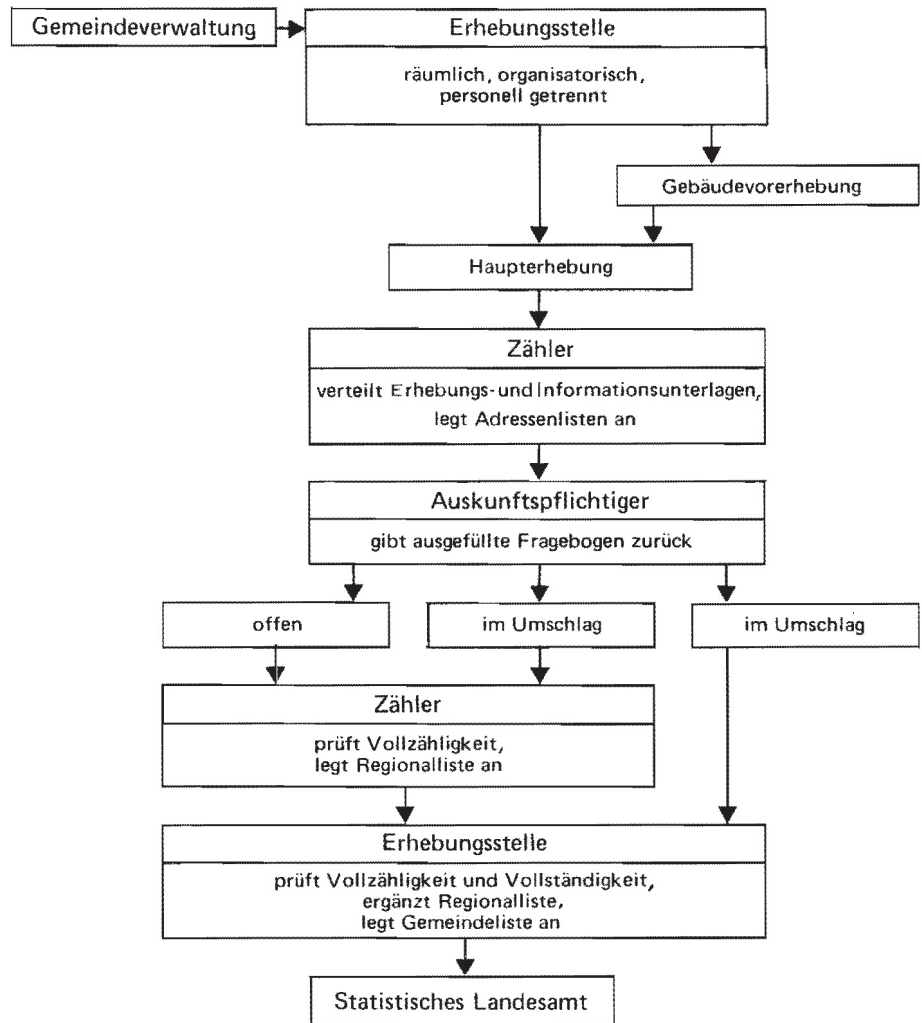 Gemeindeverwaltung
Erhebungsstelle
räumlich, organisatorisch,
personell getrennt
Gebäudevorerhebung
Haupterhebung
Zähler
verteilt Erhebungs- und Informationsunterlagen,
legt Adressenlisten an
Auskunftspflichtiger
gibt ausgefüllte Fragebogen zurück
offen
im Umschlag
im Umschlag
Zähler
prüft Vollzähligkeit,
legt Regionalliste an
Erhebungsstelle
prüft Vollzähligkeit und Vollständigkeit,
ergänzt Regionalliste,
legt Gemeindeliste an
Statistisches Landesamt